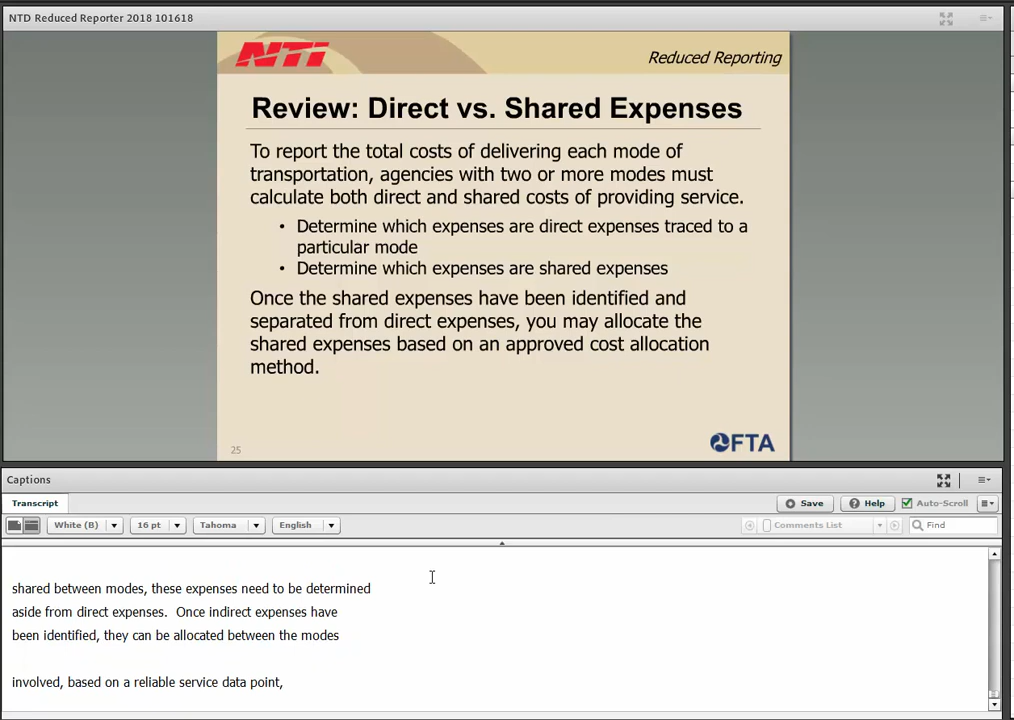 NTD Reduced Reporter 2018 101618
NTI
Reduced Reporting
Review: Direct vs. Shared Expenses
To report the total costs of delivering each mode of
transportation, agencies with two or more modes must
calculate both direct and shared costs of providing service.
• Determine which expenses are direct expenses traced to a
particular mode
• Determine which expenses are shared expenses
Once the shared expenses have been identified and
separated from direct expenses, you may allocate the
shared expenses based on an approved cost allocation
method.
25
FTA
Captions
Transcript
Save
Help
Auto-Scroll
White (B)
16 pt
Tahoma
English
Comments List
Find
shared between modes, these expenses need to be determined
aside from direct expenses.  Once indirect expenses have
been identified, they can be allocated between the modes
involved, based on a reliable service data point,